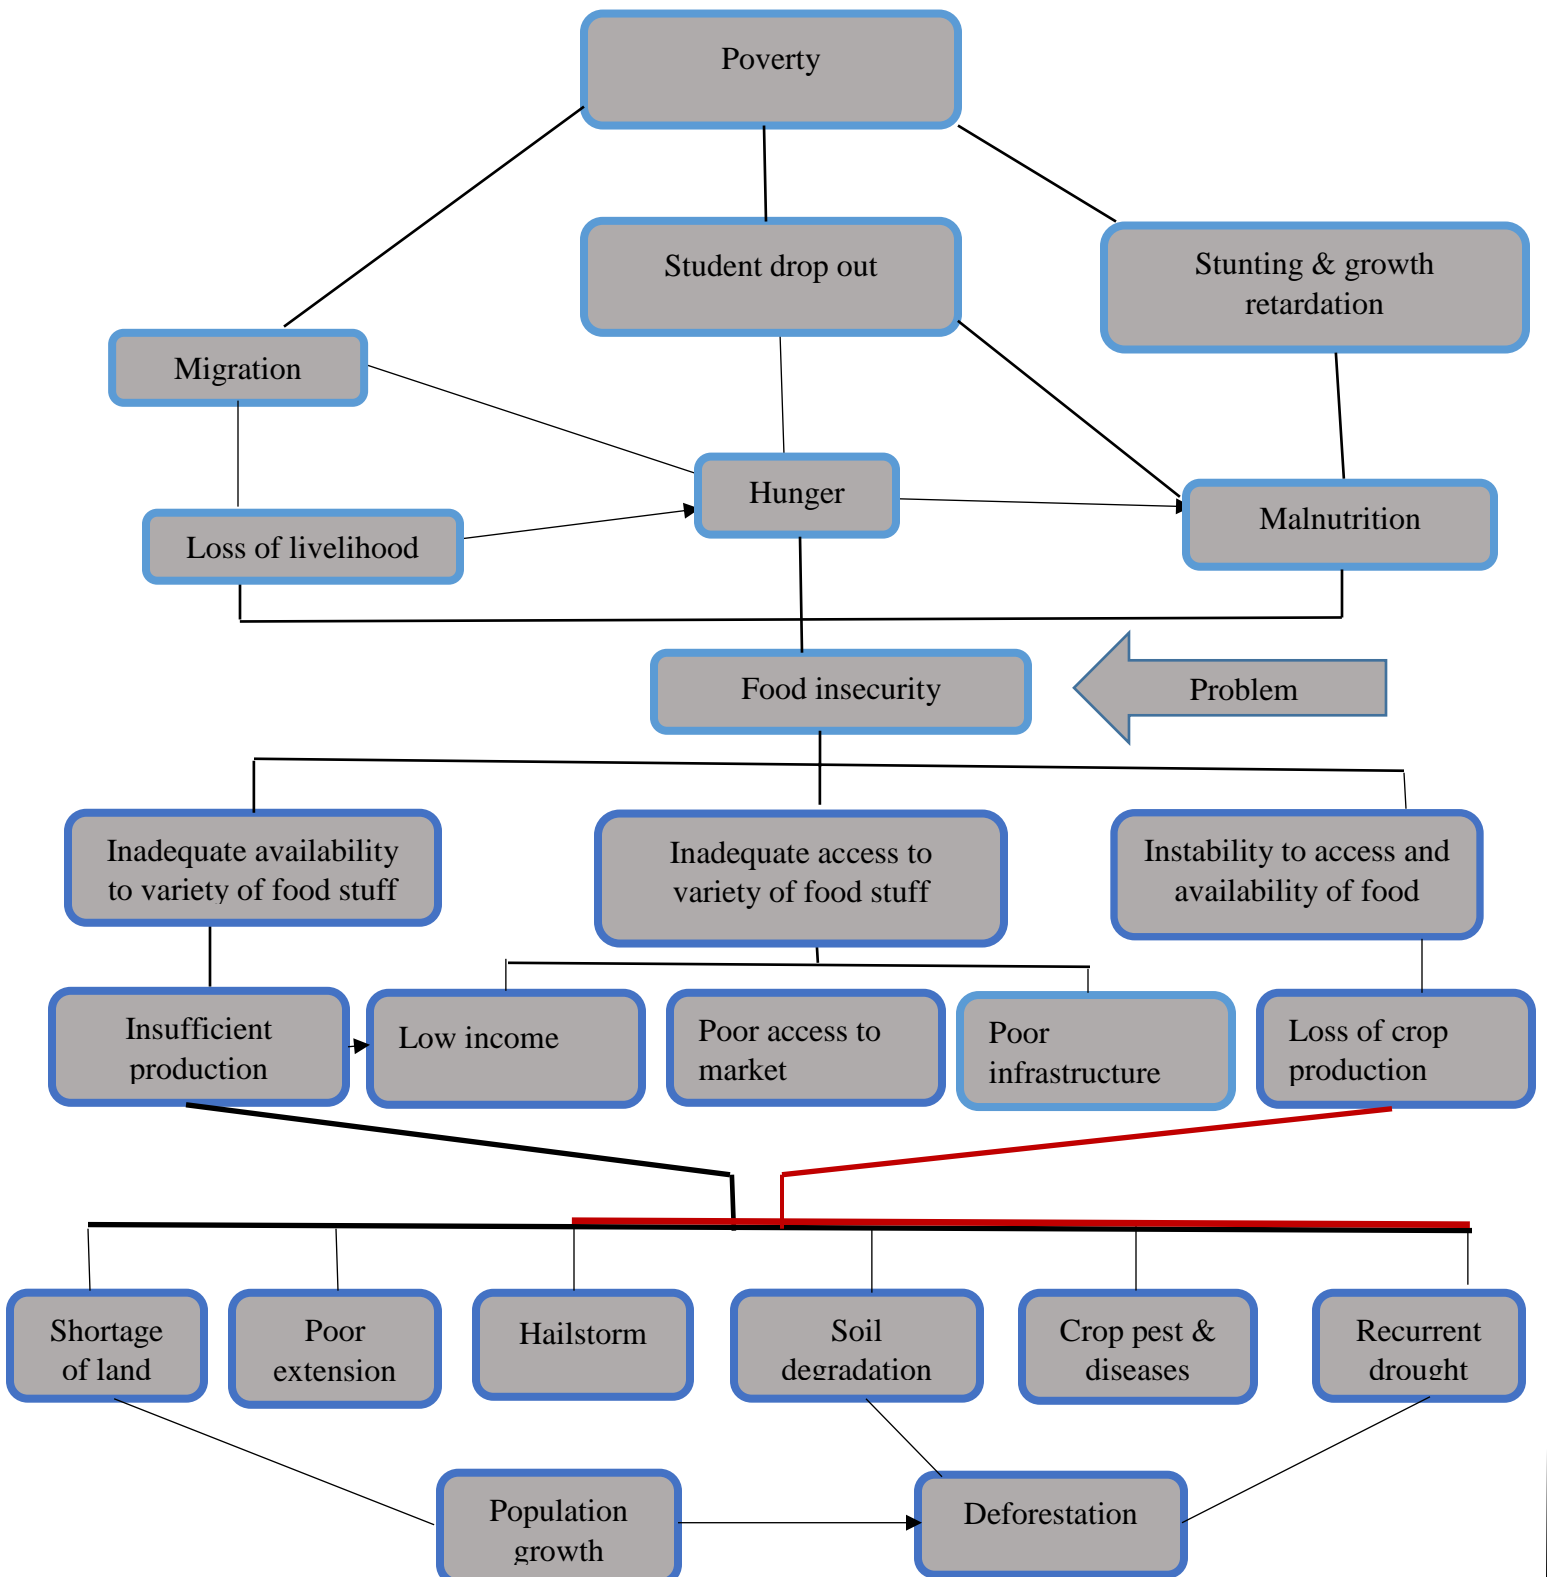 Poverty
Student drop out
Stunting & growth
retardation
Migration
Hunger
Malnutrition
Loss of livelihood
Food insecurity
Problem
Inadequate availability
to variety of food stuff
Inadequate access to
variety of food stuff
Instability to access and
availability of food
Insufficient
production
Low income
Poor access to
market
Poor
infrastructure
Loss of crop
production
Shortage
of land
Poor
extension
Hailstorm
Soil
degradation
Crop pest &
diseases
Recurrent
drought
Population
growth
Deforestation